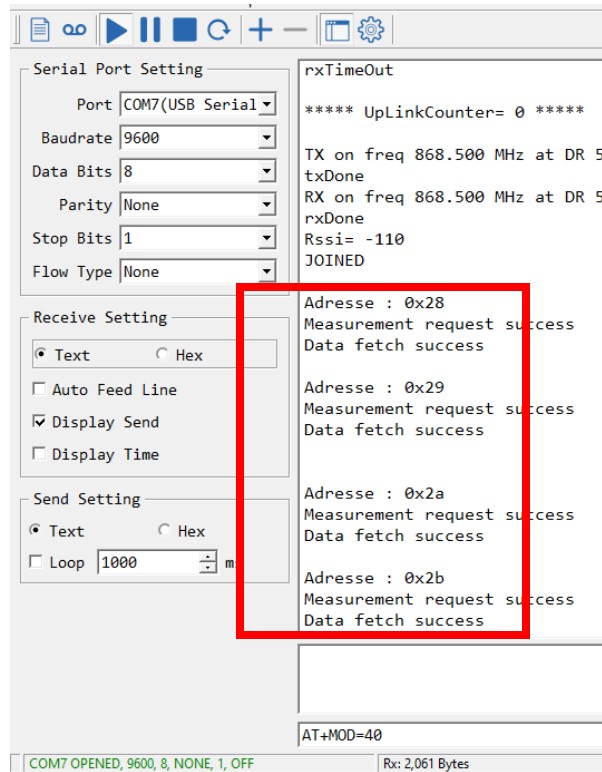 Serial Port Setting
Port COM7(USB Serial
Baudrate 9600
Data Bits 8
Parity None
Stop Bits 1
Flow Type None
Receive Setting
Text Hex
Auto Feed Line
Display Send
Display Time
Send Setting
Text Hex
Loop 1000 m
rxTimeOut
***** UpLinkCounter= 0 *****
TX on freq 868.500 MHz at DR 5
txDone
RX on freq 868.500 MHz at DR 5
rxDone
Rssi= -110
JOINED
Adresse : 0x28
Measurement request success
Data fetch success
Adresse : 0x29
Measurement request success
Data fetch success
Adresse : 0x2a
Measurement request success
Data fetch success
Adresse : 0x2b
Measurement request success
Data fetch success
AT+MOD=40
COM7 OPENED, 9600, 8, NONE, 1, OFF
Rx: 2,061 Bytes